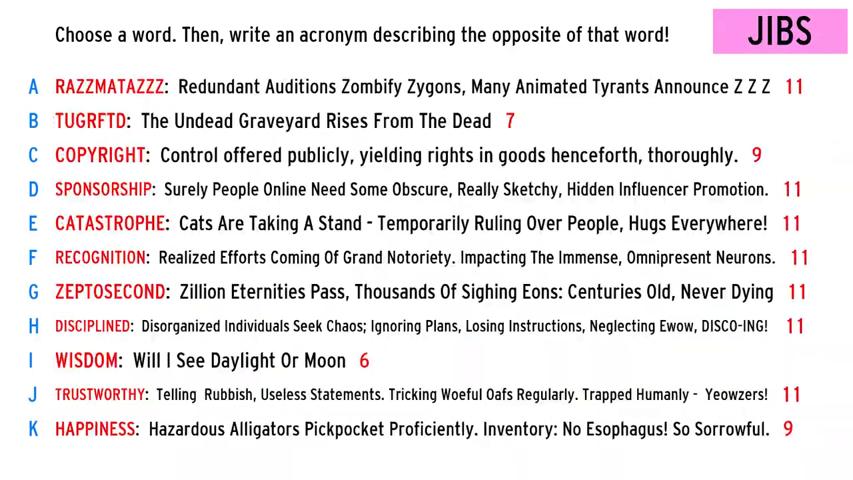 Choose a word. Then, write an acronym describing the opposite of that word!
JIBS
A RAZZMATAZZZ: Redundant Auditions Zombify Zygons, Many Animated Tyrants Announce Z Z Z 11
B TUGRFTD: The Undead Graveyard Rises From The Dead 7
C COPYRIGHT: Control offered publicly, yielding rights in goods henceforth, thoroughly. 9
D SPONSORSHIP: Surely People Online Need Some Obscure, Really Sketchy, Hidden Influencer Promotion. 11
E CATASTROPHE: Cats Are Taking A Stand - Temporarily Ruling Over People, Hugs Everywhere! 11
F RECOGNITION: Realized Efforts Coming Of Grand Notoriety. Impacting The Immense, Omnipresent Neurons. 11
G ZEPTOSECOND: Zillion Eternities Pass, Thousands Of Sighing Eons: Centuries Old, Never Dying 11
H DISCIPLINED: Disorganized Individuals Seek Chaos; Ignoring Plans, Losing Instructions, Neglecting Ewow, DISCO-ING! 11
I WISDOM: Will I See Daylight Or Moon 6
J TRUSTWORTHY: Telling Rubbish, Useless Statements. Tricking Woeful Oafs Regularly. Trapped Humanly - Yeowzers! 11
K HAPPINESS: Hazardous Alligators Pickpocket Proficiently. Inventory: No Esophagus! So Sorrowful. 9